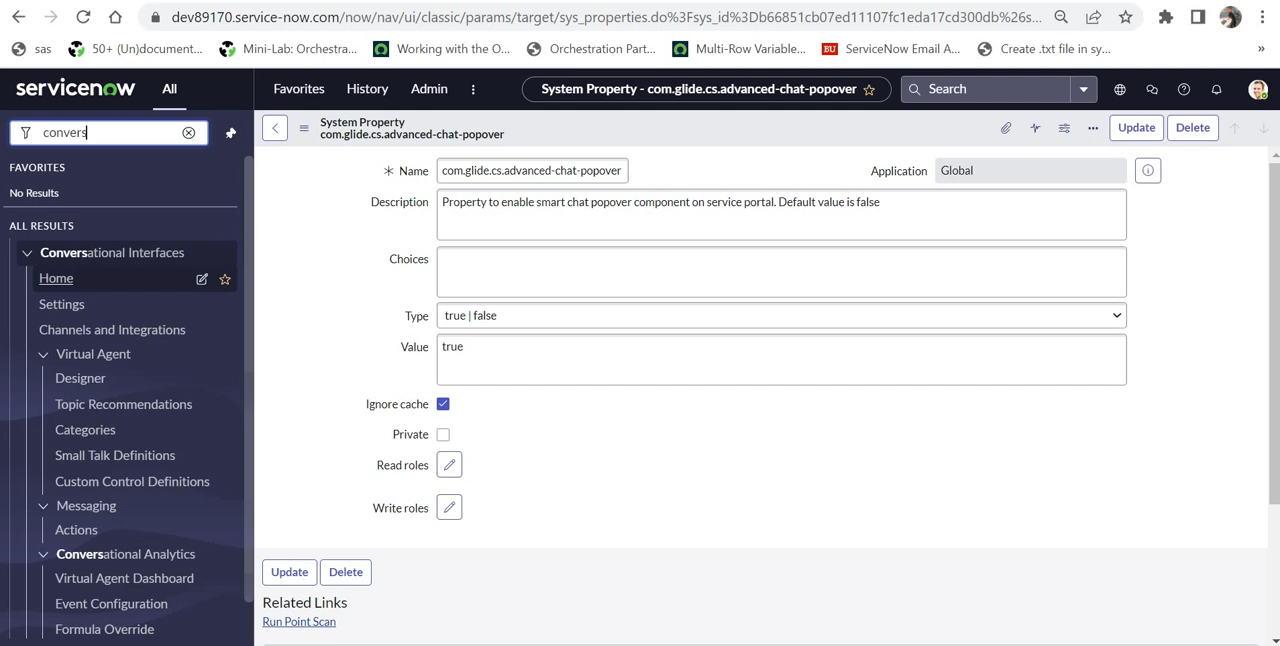 dev89170.service-now.com/now/nav/ui/classic/params/target/sys_properties.do%3Fsys_id%3Db66851cb07ed11107fc1eda17cd300db%26s...
sas
50+ (Un)document...
Mini-Lab: Orchestra...
Working with the O...
Orchestration Part...
Multi-Row Variable...
BU
ServiceNow Email A...
Create .txt file in sy...
»
servicenow
All
Favorites
History
Admin
System Property - com.glide.cs.advanced-chat-popover
Search
convers
System Property
com.glide.cs.advanced-chat-popover
Update
Delete
FAVORITES
No Results
ALL RESULTS
Conversational Interfaces
Home
Settings
Channels and Integrations
Virtual Agent
Designer
Topic Recommendations
Categories
Small Talk Definitions
Custom Control Definitions
Messaging
Actions
Conversational Analytics
Virtual Agent Dashboard
Event Configuration
Formula Override
* Name
com.glide.cs.advanced-chat-popover
Application
Global
Description
Property to enable smart chat popover component on service portal. Default value is false
Choices
Type
true | false
Value
true
Ignore cache
Private
Read roles
Write roles
Update
Delete
Related Links
Run Point Scan